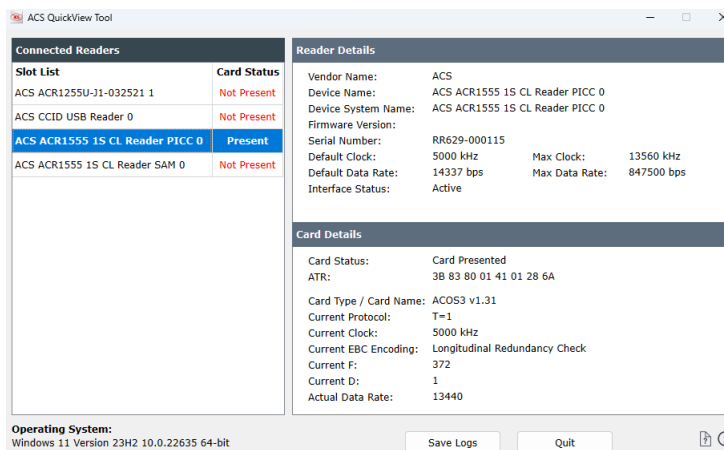 ACS QuickView Tool
Connected Readers
Slot List Card Status
ACS ACR1255U-J1-032521 1 Not Present
ACS CCID USB Reader 0 Not Present
ACS ACR1555 1S CL Reader PICC 0 Present
ACS ACR1555 1S CL Reader SAM 0 Not Present
Reader Details
Vendor Name: ACS
Device Name: ACS ACR1555 1S CL Reader PICC 0
Device System Name: ACS ACR1555 1S CL Reader PICC 0
Firmware Version:
Serial Number: RR629-000115
Default Clock: 5000 kHz Max Clock: 13560 kHz
Default Data Rate: 14337 bps Max Data Rate: 847500 bps
Interface Status: Active
Card Details
Card Status: Card Presented
ATR: 3B 83 80 01 41 01 28 6A
Card Type / Card Name: ACOS3 v1.31
Current Protocol: T=1
Current Clock: 5000 kHz
Current EBC Encoding: Longitudinal Redundancy Check
Current F: 372
Current D: 1
Actual Data Rate: 13440
Operating System:
Windows 11 Version 23H2 10.0.22635 64-bit
Save Logs Quit